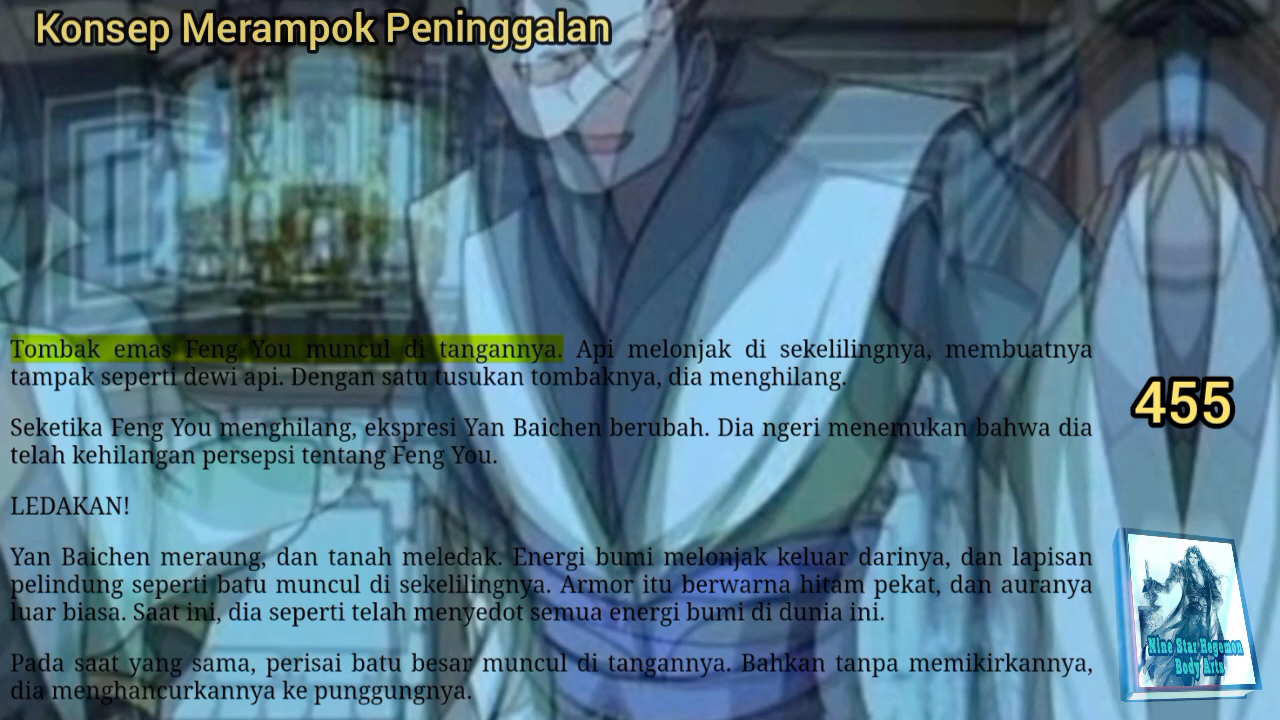 Konsep Merampok Peninggalan
Tombak emas Feng You muncul di tangannya. Api melonjak di sekelilingnya, membuatnya
tampak seperti dewi api. Dengan satu tusukan tombaknya, dia menghilang.
Seketika Feng You menghilang, ekspresi Yan Baichen berubah. Dia ngeri menemukan bahwa dia
telah kehilangan persepsi tentang Feng You.
LEDAKAN!
Yan Baichen meraung, dan tanah meledak. Energi bumi melonjak keluar darinya, dan lapisan
pelindung seperti batu muncul di sekelilingnya. Armor itu berwarna hitam pekat, dan auranya
luar biasa. Saat ini, dia seperti telah menyedot semua energi bumi di dunia ini.
Pada saat yang sama, perisai batu besar muncul di tangannya. Bahkan tanpa memikirkannya,
dia menghancurkannya ke punggungnya.
455
Nine Star Hegemon
Body Arts